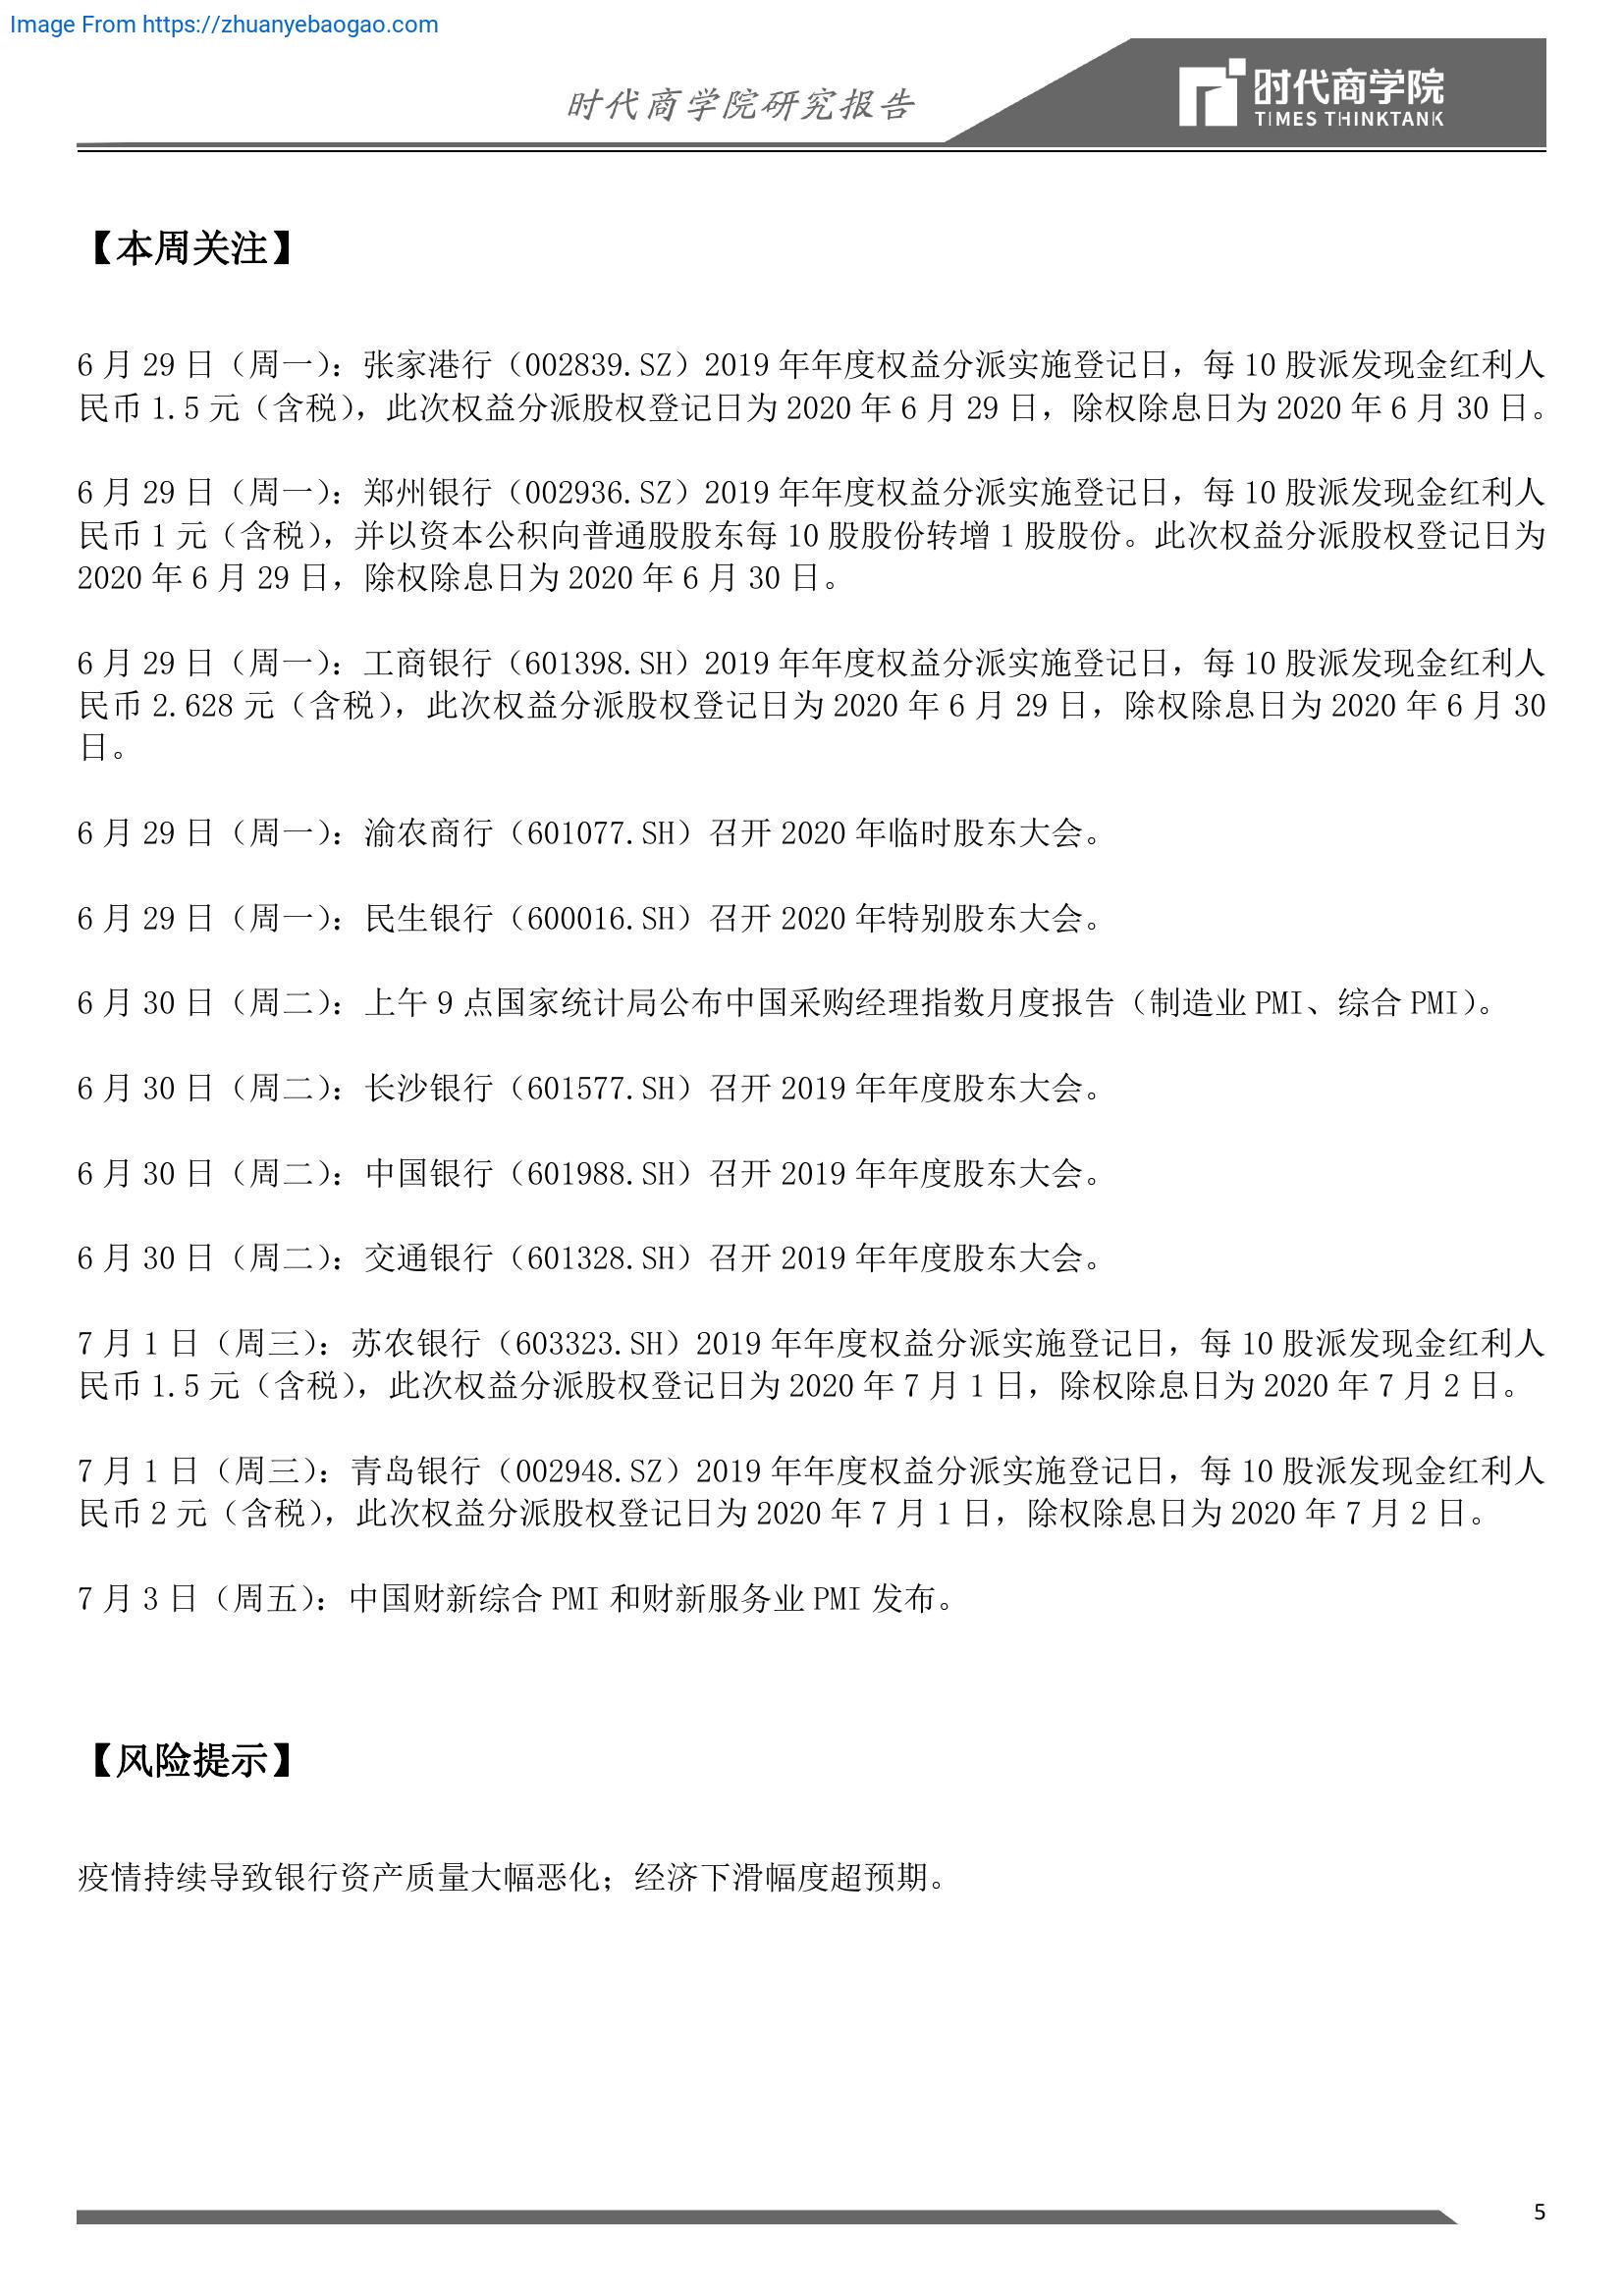 Image From https://zhuanyebaogao.com
时代商学院研究报告
时代商学院
TIMES THINKTANK
【本周关注】
6 月 29 日（周一）：张家港行（002839.SZ）2019 年年度权益分派实施登记日，每 10 股派发现金红利人
民币 1.5 元（含税），此次权益分派股权登记日为 2020 年 6 月 29 日，除权除息日为 2020 年 6 月 30 日。
6 月 29 日（周一）：郑州银行（002936.SZ）2019 年年度权益分派实施登记日，每 10 股派发现金红利人
民币 1 元（含税），并以资本公积向普通股股东每 10 股股份转增 1 股股份。此次权益分派股权登记日为
2020 年 6 月 29 日，除权除息日为 2020 年 6 月 30 日。
6 月 29 日（周一）：工商银行（601398.SH）2019 年年度权益分派实施登记日，每 10 股派发现金红利人
民币 2.628 元（含税），此次权益分派股权登记日为 2020 年 6 月 29 日，除权除息日为 2020 年 6 月 30
日。
6 月 29 日（周一）：渝农商行（601077.SH）召开 2020 年临时股东大会。
6 月 29 日（周一）：民生银行（600016.SH）召开 2020 年特别股东大会。
6 月 30 日（周二）：上午 9 点国家统计局公布中国采购经理指数月度报告（制造业 PMI、综合 PMI）。
6 月 30 日（周二）：长沙银行（601577.SH）召开 2019 年年度股东大会。
6 月 30 日（周二）：中国银行（601988.SH）召开 2019 年年度股东大会。
6 月 30 日（周二）：交通银行（601328.SH）召开 2019 年年度股东大会。
7 月 1 日（周三）：苏农银行（603323.SH）2019 年年度权益分派实施登记日，每 10 股派发现金红利人
民币 1.5 元（含税），此次权益分派股权登记日为 2020 年 7 月 1 日，除权除息日为 2020 年 7 月 2 日。
7 月 1 日（周三）：青岛银行（002948.SZ）2019 年年度权益分派实施登记日，每 10 股派发现金红利人
民币 2 元（含税），此次权益分派股权登记日为 2020 年 7 月 1 日，除权除息日为 2020 年 7 月 2 日。
7 月 3 日（周五）：中国财新综合 PMI 和财新服务业 PMI 发布。
【风险提示】
疫情持续导致银行资产质量大幅恶化；经济下滑幅度超预期。
5